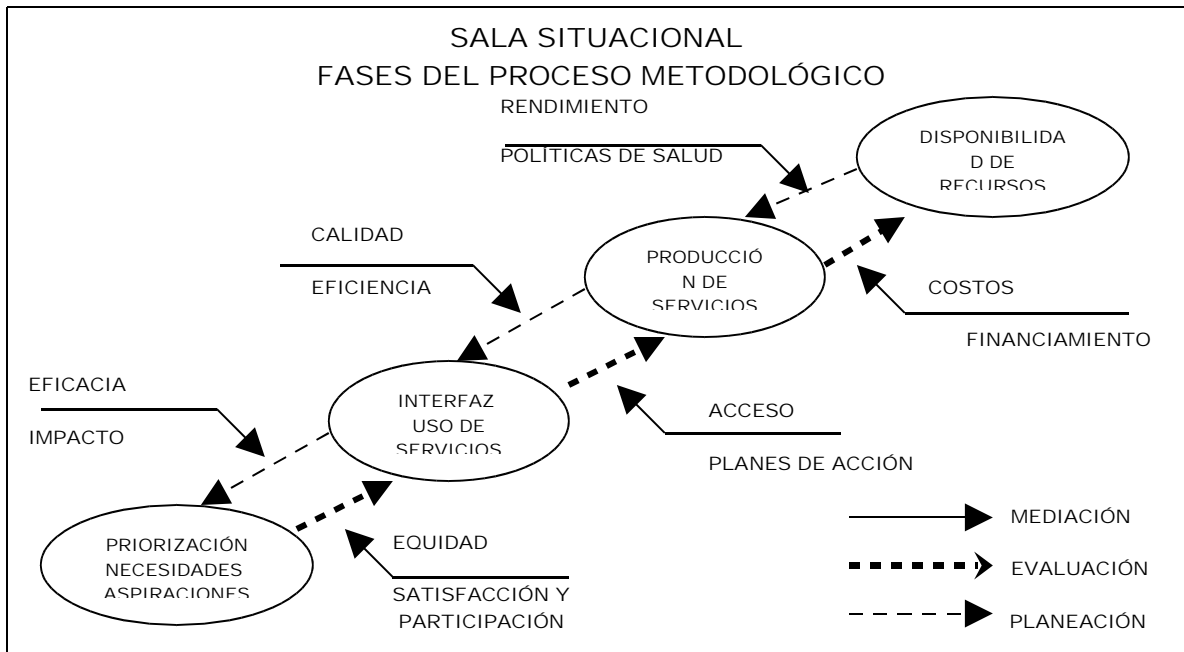 SALA SITUACIONAL
FASES DEL PROCESO METODOLÓGICO
RENDIMIENTO
POLÍTICAS DE SALUD
DISPONIBILIDA
D DE
RECURSOS
CALIDAD
EFICIENCIA
PRODUCCIÓ
N DE
SERVICIOS
COSTOS
FINANCIAMIENTO
EFICACIA
IMPACTO
INTERFAZ
USO DE
SERVICIOS
ACCESO
PLANES DE ACCIÓN
PRIORIZACIÓN
NECESIDADES
ASPIRACIONES
EQUIDAD
SATISFACCIÓN Y
PARTICIPACIÓN
MEDIACIÓN
EVALUACIÓN
PLANEACIÓN